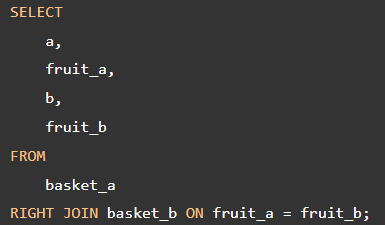 SELECT
a,
fruit_a,
b,
fruit_b
FROM
basket_a
RIGHT JOIN basket_b ON fruit_a = fruit_b;